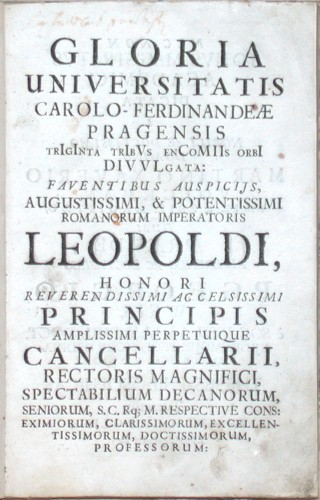 GLORIA
UNIVERSITATIS
CAROLO-FERDINANDEÆ
PRAGENSIS
TRIGINTA TRIBVS ENCOMIIS ORBI
DIVVLGATA:
FAVENTIBUS AUSPICIJS,
AUGUSTISSIMI, & POTENTISSIMI
ROMANORUM IMPERATORIS
LEOPOLDI,
HONORI
REVERENDISSIMI AC CELSISSIMI
PRINCIPIS
AMPLISSIMI PERPETUIQUE
CANCELLARII,
RECTORIS MAGNIFICI,
SPECTABILIUM DECANORUM,
SENIORUM, S.C. Rq; M. RESPECTIVE CONS:
EXIMIORUM, CLARISSIMORUM, EXCELLEN-
TISSIMORUM, DOCTISSIMORUM,
PROFESSORUM: